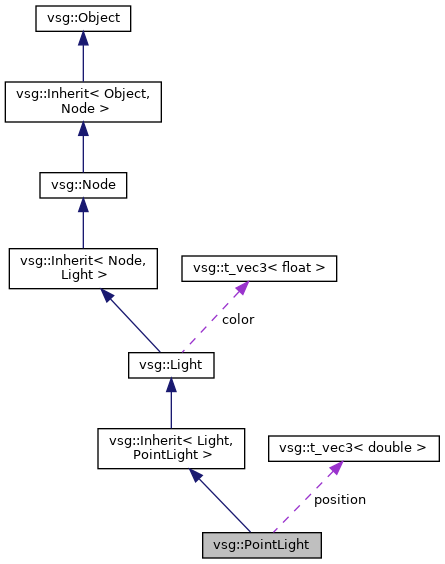 vsg::Object
vsg::Inherit< Object,
Node >
vsg::Node
vsg::Inherit< Node,
Light >
vsg::t_vec3< float >
color
vsg::Light
vsg::Inherit< Light,
PointLight >
vsg::t_vec3< double >
position
vsg::PointLight